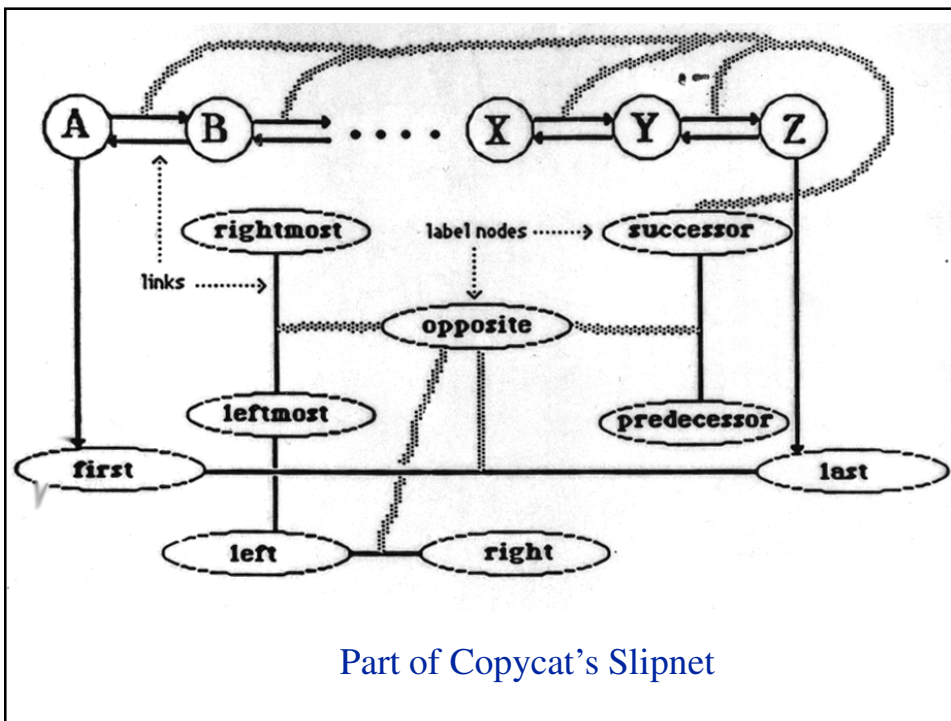 A B • • • • X Y Z
rightmost label nodes successor
links
opposite
leftmost predecessor
first last
left right
Part of Copycat's Slipnet